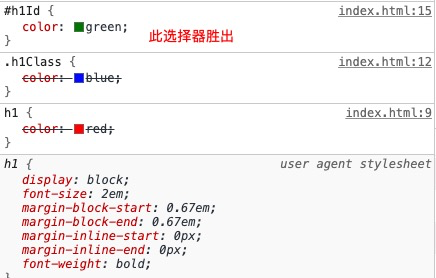 #h1Id { index.html:15
color: green; 此选择器胜出
}
.h1Class { index.html:12
color: blue;
}
h1 { index.html:9
color: red;
}
h1 { user agent stylesheet
display: block;
font-size: 2em;
margin-block-start: 0.67em;
margin-block-end: 0.67em;
margin-inline-start: 0px;
margin-inline-end: 0px;
font-weight: bold;
}